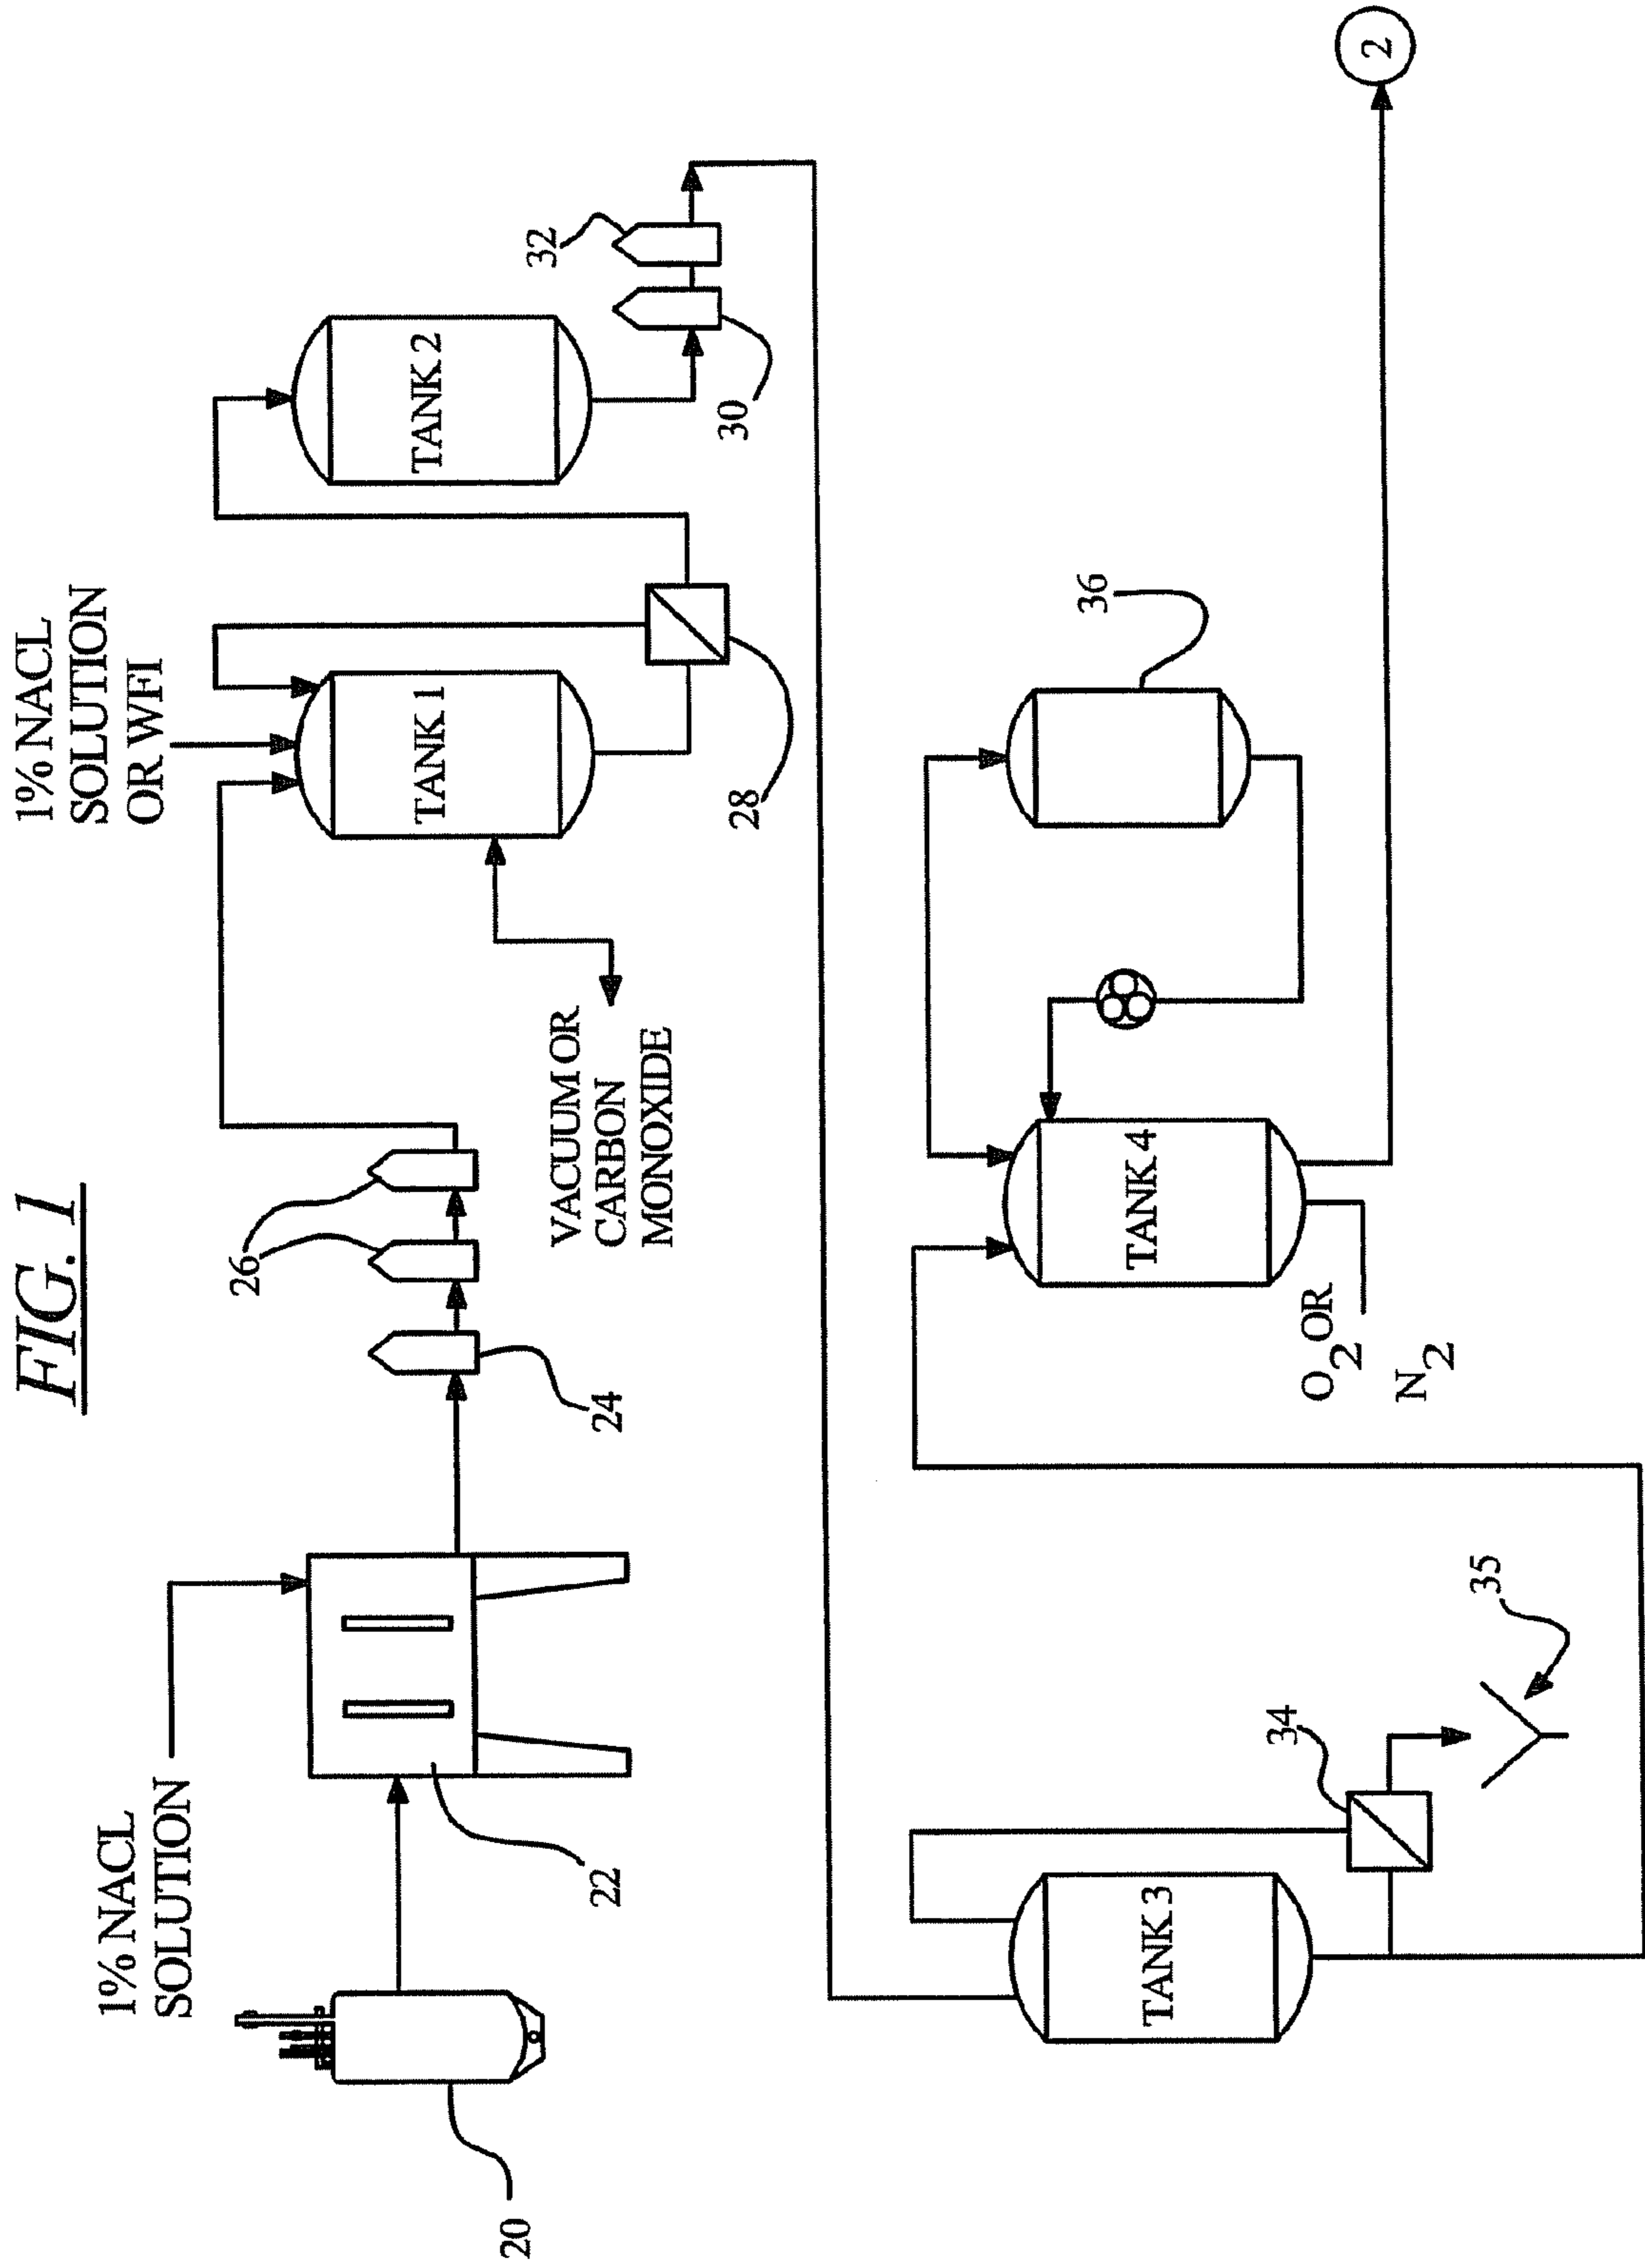 FIG. 1
1% NACL
SOLUTION
20
22
24
26
1% NACL
SOLUTION
OR WFI
VACUUM OR
CARBON
MONOXIDE
TANK 1
28
TANK 2
30
32
TANK 3
34
35
TANK 4
O2 OR
N2
36
2